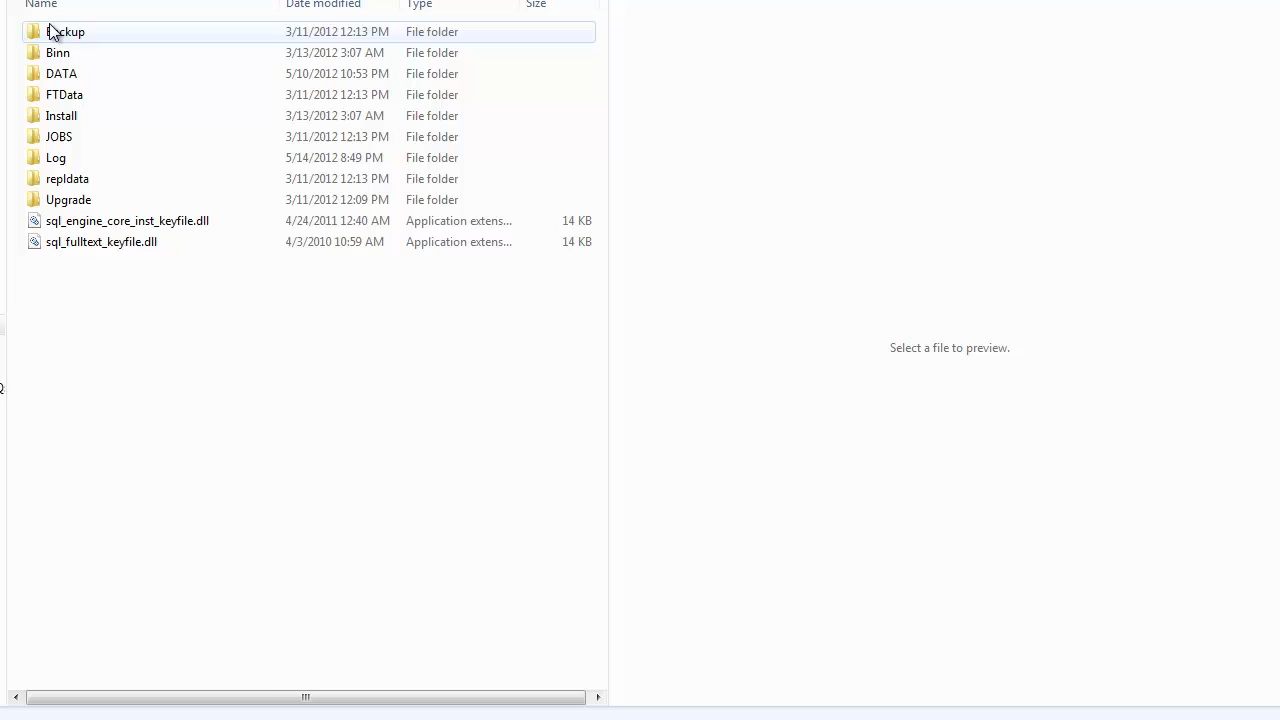 Name Date modified Type Size
Backup 3/11/2012 12:13 PM File folder
Binn 3/13/2012 3:07 AM File folder
DATA 5/10/2012 10:53 PM File folder
FTData 3/11/2012 12:13 PM File folder
Install 3/13/2012 3:07 AM File folder
JOBS 3/11/2012 12:13 PM File folder
Log 5/14/2012 8:49 PM File folder
repldata 3/11/2012 12:13 PM File folder
Upgrade 3/11/2012 12:09 PM File folder
sql_engine_core_inst_keyfile.dll 4/24/2011 12:40 AM Application extens... 14 KB
sql_fulltext_keyfile.dll 4/3/2010 10:59 AM Application extens... 14 KB
Select a file to preview.